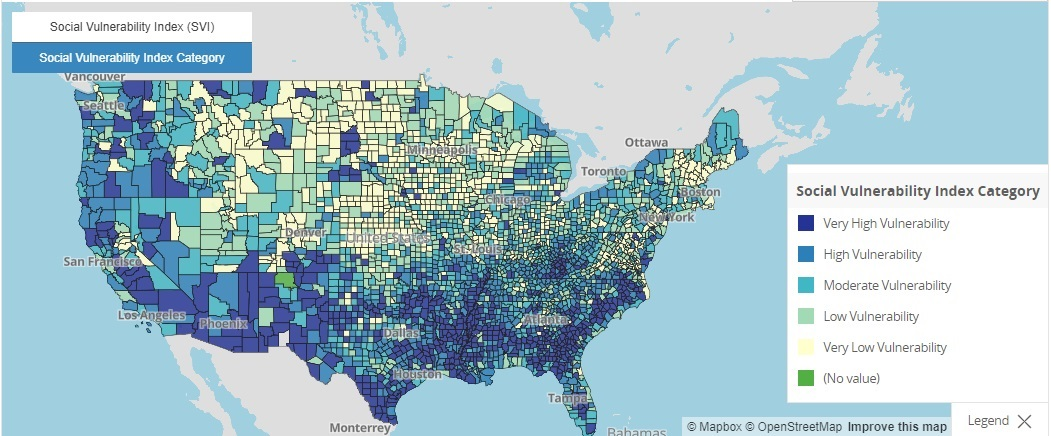 Social Vulnerability Index (SVI)
Social Vulnerability Index Category
Vancouver
Seattle
Ottawa
Minneapolis
Toronto
Boston
Chicago
New York
Denver
United States
St. Louis
San Francisco
Los Angeles
Phoenix
Atlanta
Dallas
Houston
Tampa
Monterrey
Bahamas
Social Vulnerability Index Category
Very High Vulnerability
High Vulnerability
Moderate Vulnerability
Low Vulnerability
Very Low Vulnerability
(No value)
Legend
© Mapbox © OpenStreetMap Improve this map